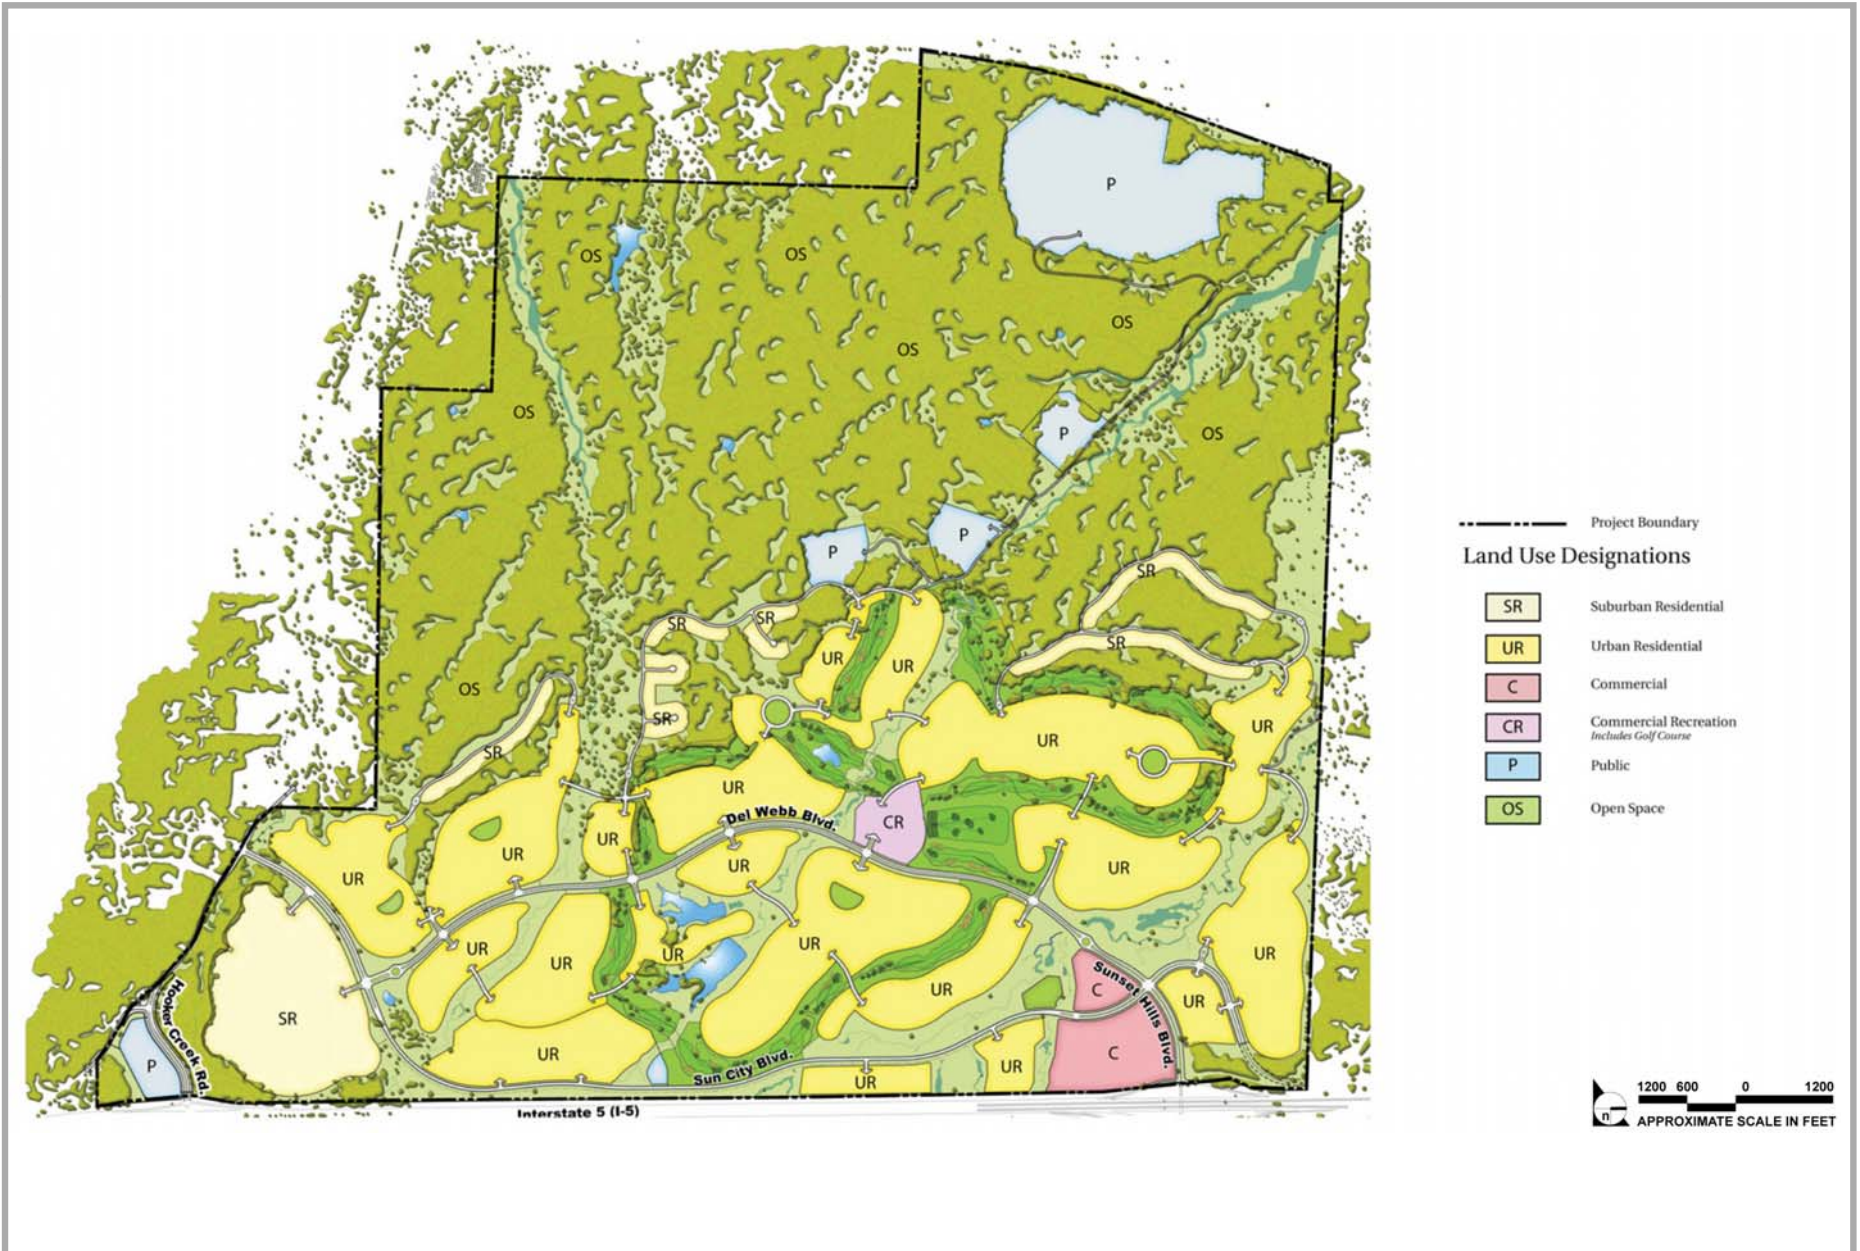 P
OS
OS
OS
OS
OS
P
OS
P
P
SR
SR
SR
SR
UR
UR
OS
SR
UR
UR
SR
UR
Del Webb Blvd.
CR
UR
UR
UR
UR
UR
UR
UR
UR
UR
UR
UR
UR
UR
C
Sunset Hills Blvd.
UR
SR
Hooker Creek Rd.
P
UR
Sun City Blvd.
UR
UR
C
Interstate 5 (I-5)
Project Boundary
Land Use Designations
SR Suburban Residential
UR Urban Residential
C Commercial
CR Commercial Recreation
Includes Golf Course
P Public
OS Open Space
1200 600 0 1200
n
APPROXIMATE SCALE IN FEET